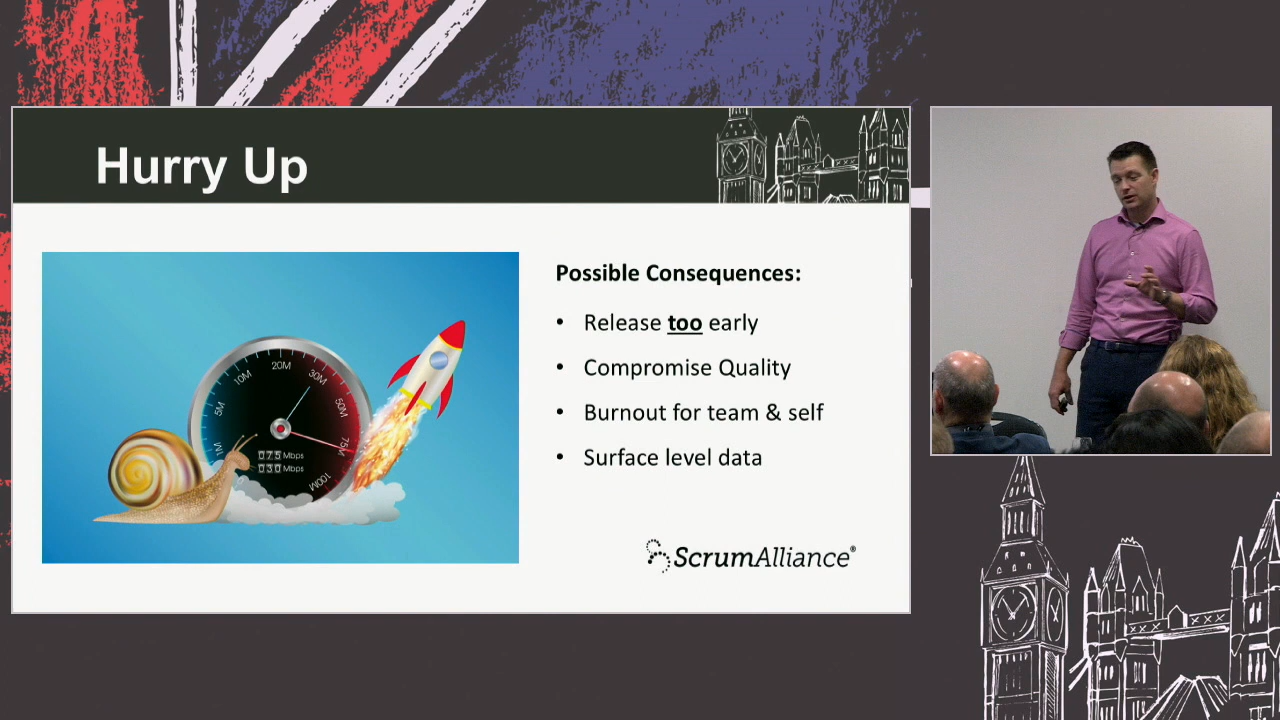 Hurry Up
Possible Consequences:
• Release too early
• Compromise Quality
• Burnout for team & self
• Surface level data
1M
5M
10M
20M
30M
50M
75M
100M
075 Mbps
030 Mbps
ScrumAlliance®